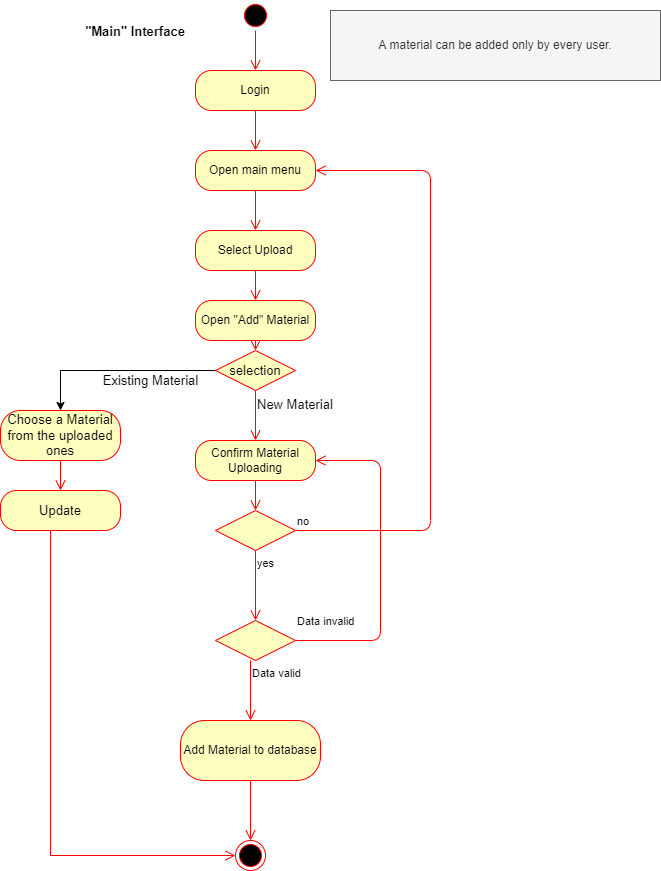 "Main" Interface
A material can be added only by every user.
Login
Open main menu
Select Upload
Open "Add" Material
selection
Existing Material
New Material
Choose a Material
from the uploaded
ones
Confirm Material
Uploading
Update
no
yes
Data invalid
Data valid
Add Material to database